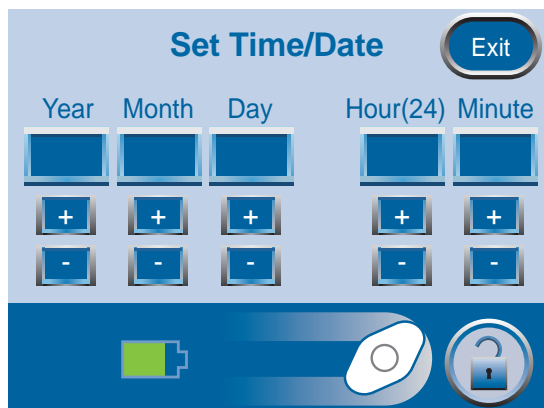 Set Time/Date
Exit
Year Month Day Hour(24) Minute
+ + + + +
- - - - -